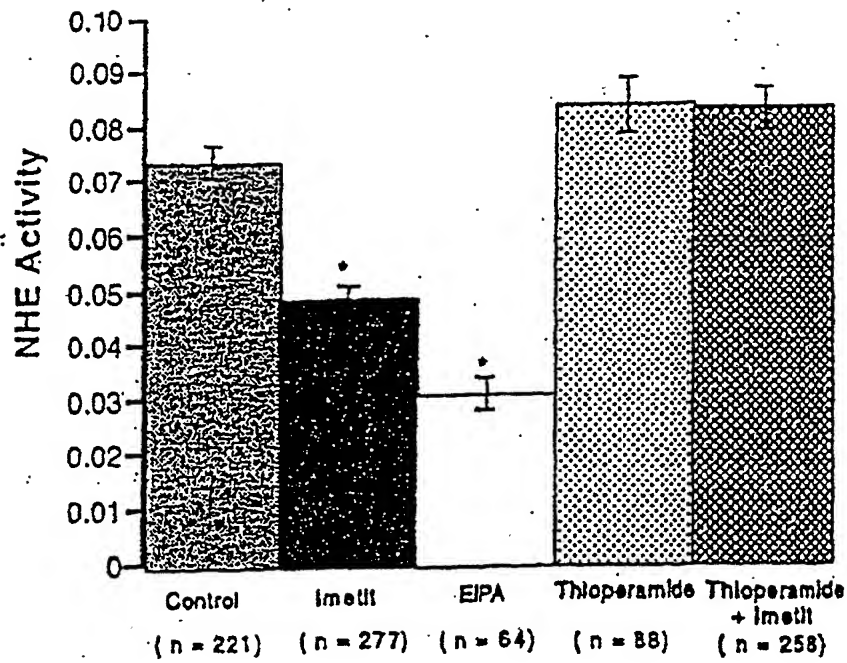 0.10
0.09
0.08
0.07
0.06
0.05
0.04
0.03
0.02
0.01
0
NHE Activity
*
*
Control
Imetit
EIPA
Thioperamide
Thioperamide
+ Imetit
( n = 221)
( n = 277)
( n = 64)
( n = 88)
( n = 258)